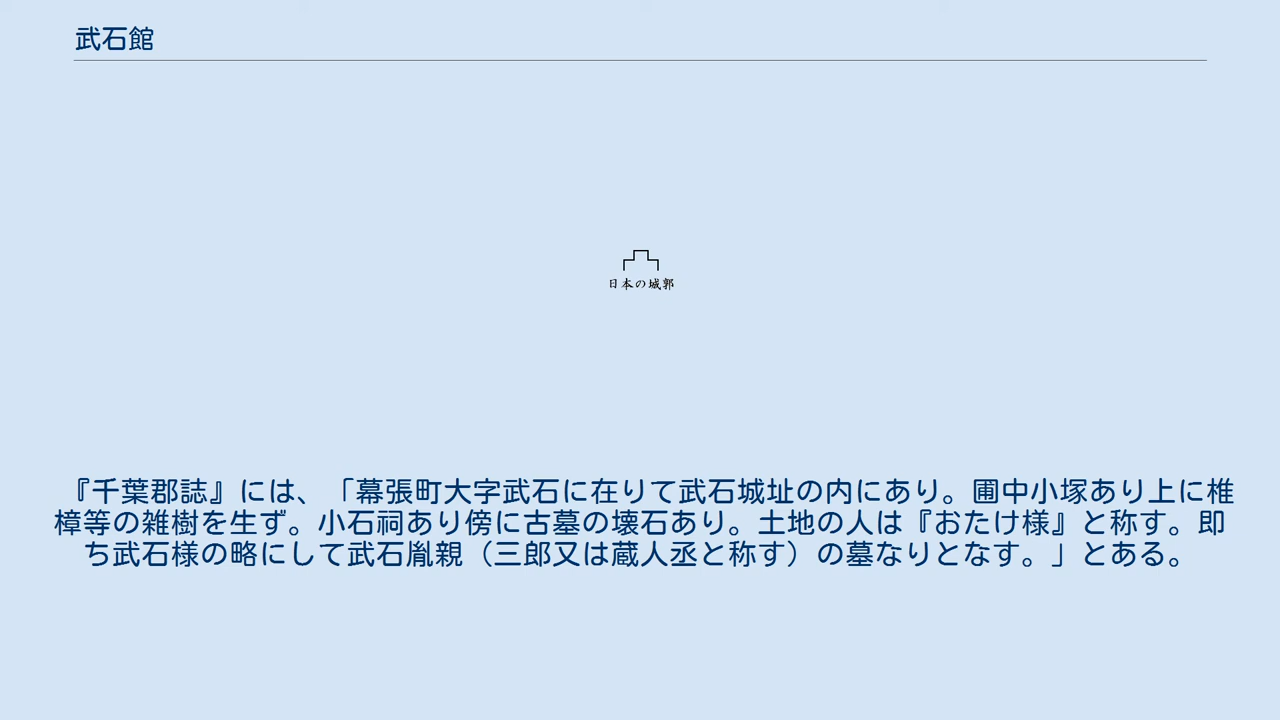 武石館
日本の城郭
『千葉郡誌』には、「幕張町大字武石に在りて武石城址の内にあり。圃中小塚あり上に椎
樟等の雑樹を生ず。小石祠あり傍に古墓の壊石あり。土地の人は『おたけ様』と称す。即
ち武石様の略にして武石胤親（三郎又は蔵人丞と称す）の墓なりとなす。」とある。